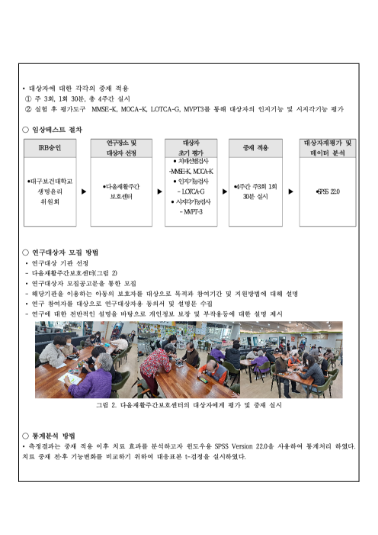 • 대상자에 대한 각각의 중재 적용
① 주 3회, 1회 30분, 총 4주간 실시
② 실험 후 평가도구 MMSE-K, MOCA-K, LOTCA-G, MVPT3를 통해 대상자의 인지기능 및 시지각기능 평가
○ 임상테스트 절차
IRB승인
•대구보건대학교
생명윤리
위원회
▶
연구장소 및
대상자 선정
•다옴재활주간
보호센터
▶
대상자
초기 평가
• 치매선별검사
-MMSE-K, MOCA-K
• 인지기능검사
- LOTCA-G
• 시지각기능검사
- MVPT-3
▶
중재 적용
•4주간 주3회 1회
30분 실시
▶
대상자재평가 및
데이터 분석
•SPSS 22.0
○ 연구대상자 모집 방법
• 연구대상 기관 선정
- 다옴재활주간보호센터(그림 2)
• 연구대상자 모집공고문을 통한 모집
- 해당기관을 이용하는 아동의 보호자를 대상으로 목적과 참여기간 및 지원방법에 대해 설명
• 연구 참여자를 대상으로 연구대상자용 동의서 및 설명문 수집
- 연구에 대한 전반적인 설명을 바탕으로 개인정보 보장 및 부작용등에 대한 설명 제시
그림 2. 다옴재활주간보호센터의 대상자에게 평가 및 중재 실시
○ 통계분석 방법
• 측정결과는 중재 적용 이후 치료 효과를 분석하고자 윈도우용 SPSS Version 22.0을 사용하여 통계처리 하였다.
치료 중재 전·후 기능변화를 비교하기 위하여 대응표본 t-검정을 실시하였다.